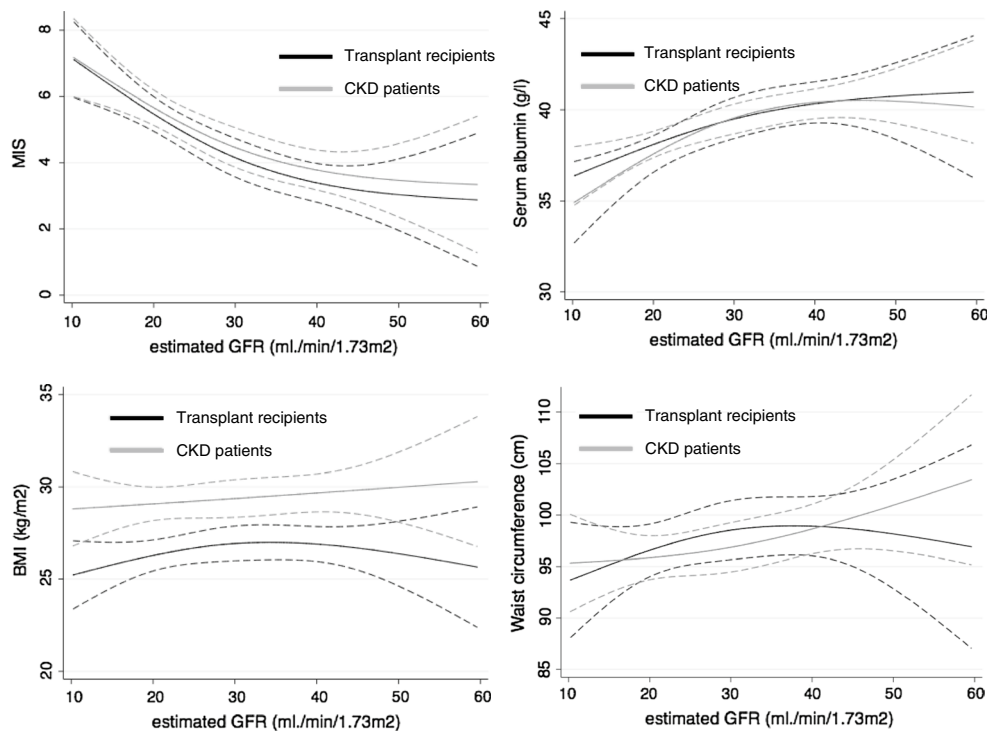 MIS
8
6
4
2
0
Transplant recipients
CKD patients
10 20 30 40 50 60
estimated GFR (ml./min/1.73m2)
Serum albumin (g/l)
45
40
35
30
Transplant recipients
CKD patients
10 20 30 40 50 60
estimated GFR (ml./min/1.73m2)
BMI (kg/m2)
35
30
25
20
Transplant recipients
CKD patients
10 20 30 40 50 60
estimated GFR (ml./min/1.73m2)
Waist circumference (cm)
110
105
100
95
90
85
Transplant recipients
CKD patients
10 20 30 40 50 60
estimated GFR (ml./min/1.73m2)